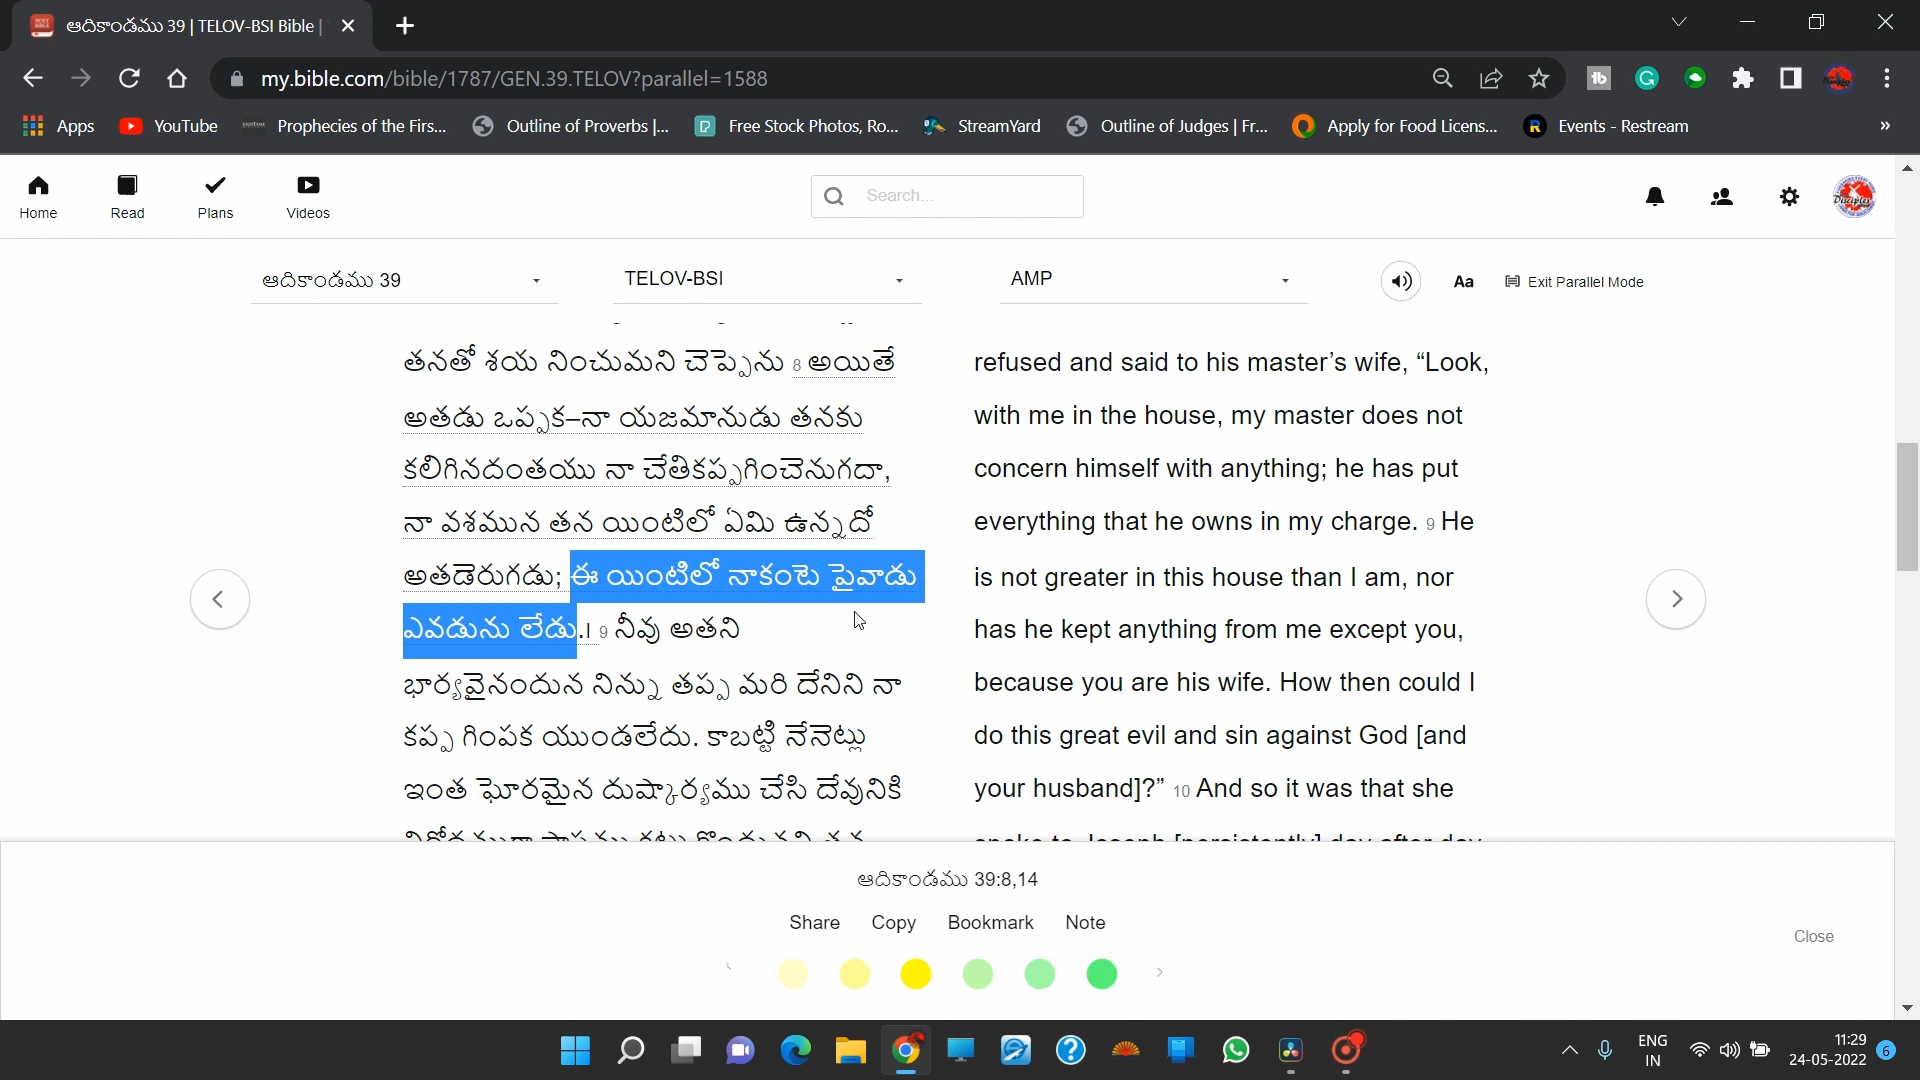 ఆదికాండము 39 | TELOV-BSI Bible |
my.bible.com/bible/1787/GEN.39.TELOV?parallel=1588
Apps YouTube Prophecies of the Firs... Outline of Proverbs |... Free Stock Photos, Ro... StreamYard Outline of Judges | Fr... Apply for Food Licens... Events - Restream »
Home Read Plans Videos Search...
ఆదికాండము 39 TELOV-BSI AMP Aa Exit Parallel Mode
తనతో శయ నించుమని చెప్పెను 8 అయితే
అతడు ఒప్పక–నా యజమానుడు తనకు
కలిగినదంతయు నా చేతికప్పగించెనుగదా,
నా వశమున తన యింటిలో ఏమి ఉన్నదో
అతడెరుగడు; ఈ యింటిలో నాకంటె పైవాడు
ఎవడును లేడు.। 9 నీవు అతని
భార్యవైనందున నిన్ను తప్ప మరి దేనిని నా
కప్ప గింపక యుండలేదు. కాబట్టి నేనెట్లు
ఇంత ఘోరమైన దుష్కార్యము చేసి దేవునికి
refused and said to his master’s wife, “Look,
with me in the house, my master does not
concern himself with anything; he has put
everything that he owns in my charge. 9 He
is not greater in this house than I am, nor
has he kept anything from me except you,
because you are his wife. How then could I
do this great evil and sin against God [and
your husband]?” 10 And so it was that she
spoke to Joseph [persistently] day after day
ఆదికాండము 39:8,14
Share Copy Bookmark Note
Close
ENG
IN
11:29
24-05-2022
6